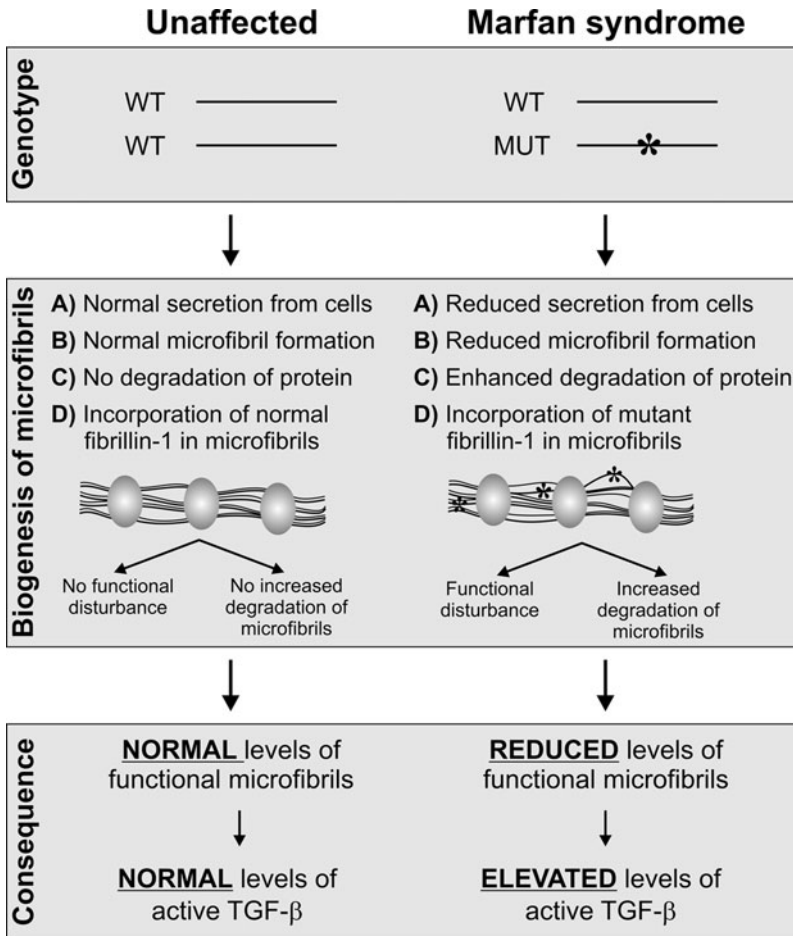 Unaffected
Marfan syndrome
Genotype
WT
WT
WT
MUT *
Biogenesis of microfibrils
A) Normal secretion from cells
B) Normal microfibril formation
C) No degradation of protein
D) Incorporation of normal
fibrillin-1 in microfibrils
No functional
disturbance
No increased
degradation of
microfibrils
A) Reduced secretion from cells
B) Reduced microfibril formation
C) Enhanced degradation of protein
D) Incorporation of mutant
fibrillin-1 in microfibrils
* * *
Functional
disturbance
Increased
degradation of
microfibrils
Consequence
NORMAL levels of
functional microfibrils
NORMAL levels of
active TGF-β
REDUCED levels of
functional microfibrils
ELEVATED levels of
active TGF-β